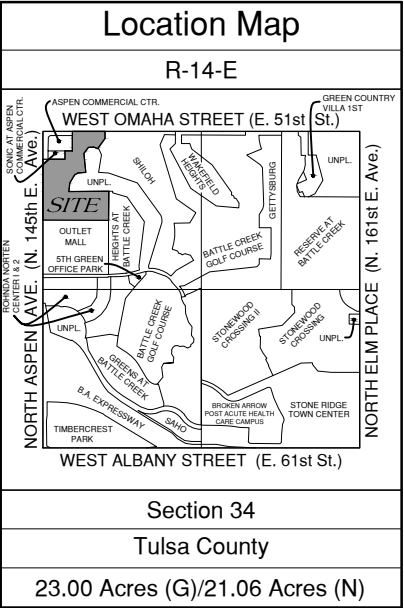 Location Map
R-14-E
ASPEN COMMERCIAL CTR.
GREEN COUNTRY
VILLA 1ST
SONIC AT ASPEN
COMMERCIAL CTR.
WEST OMAHA STREET (E. 51st St.)
NORTH ASPEN AVE. (N. 145th E. Ave.)
UNPL.
SHILOH
WAKEFIELD
HEIGHTS
GETTYSBURG
UNPL.
SITE
OUTLET
MALL
HEIGHTS AT
BATTLE CREEK
BATTLE CREEK
GOLF COURSE
RESERVE AT
BATTLE CREEK
5TH GREEN
OFFICE PARK
ROHNDA NORTEN
CENTER 1 & 2
UNPL.
BATTLE CREEK
GOLF COURSE
STONEWOOD
CROSSING II
STONEWOOD
CROSSING
UNPL.
NORTH ELM PLACE (N. 161st E. Ave.)
GREENS AT
BATTLE CREEK
B.A. EXPRESSWAY
SAHO
BROKEN ARROW
POST ACUTE HEALTH
CARE CAMPUS
STONE RIDGE
TOWN CENTER
TIMBERCREST
PARK
WEST ALBANY STREET (E. 61st St.)
Section 34
Tulsa County
23.00 Acres (G)/21.06 Acres (N)